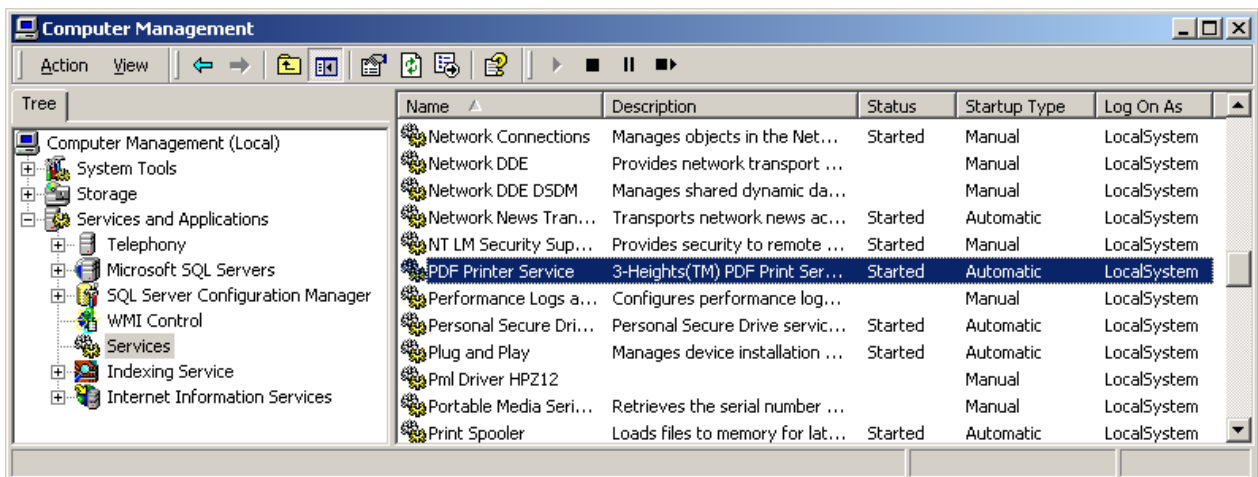 Computer Management
Action View
Tree
Computer Management (Local)
System Tools
Storage
Services and Applications
Telephony
Microsoft SQL Servers
SQL Server Configuration Manager
WMI Control
Services
Indexing Service
Internet Information Services
Name Description Status Startup Type Log On As
Network Connections Manages objects in the Net... Started Manual LocalSystem
Network DDE Provides network transport ... Manual LocalSystem
Network DDE DSDM Manages shared dynamic da... Manual LocalSystem
Network News Tran... Transports network news ac... Started Automatic LocalSystem
NT LM Security Sup... Provides security to remote ... Started Manual LocalSystem
PDF Printer Service 3-Heights(TM) PDF Print Ser... Started Automatic LocalSystem
Performance Logs a... Configures performance log... Manual LocalSystem
Personal Secure Dri... Personal Secure Drive servic... Started Automatic LocalSystem
Plug and Play Manages device installation ... Started Automatic LocalSystem
Pml Driver HPZ12 Manual LocalSystem
Portable Media Seri... Retrieves the serial number ... Manual LocalSystem
Print Spooler Loads files to memory for lat... Started Automatic LocalSystem